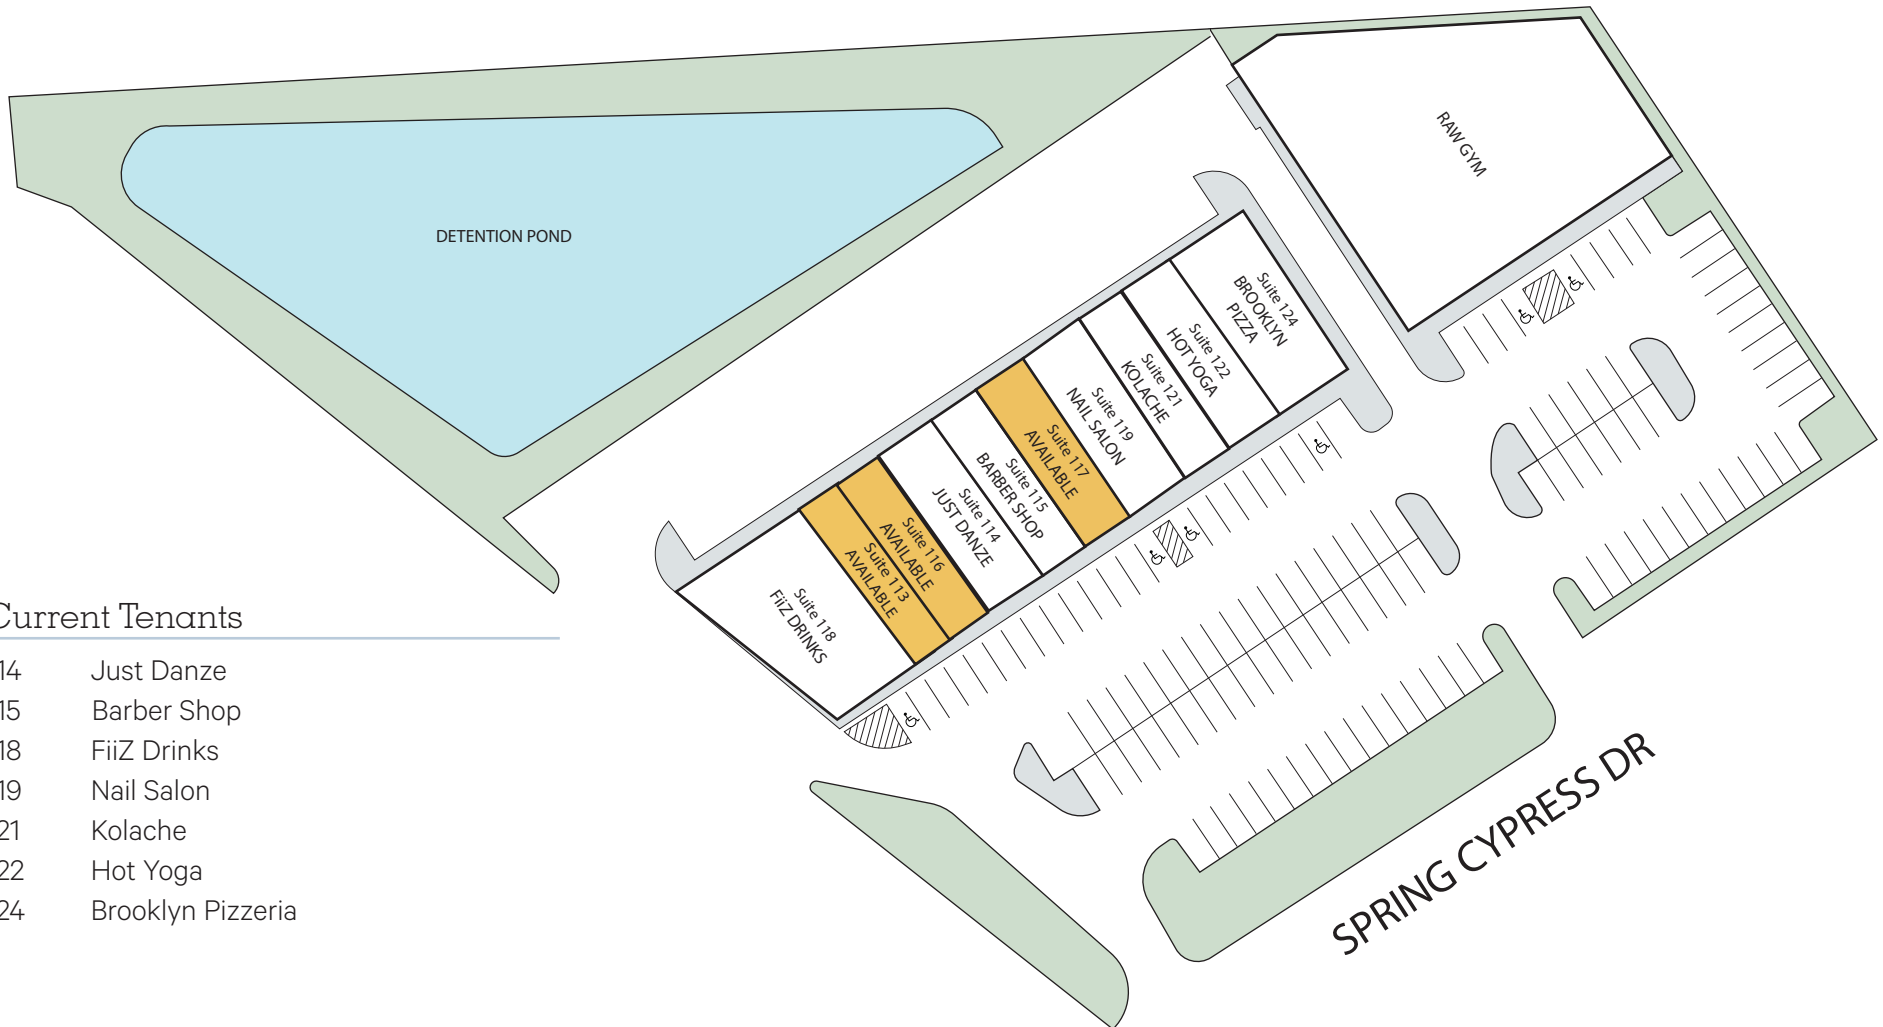 DETENTION POND
RAW GYM
Suite 124
BROOKLYN
PIZZA
Suite 122
HOT YOGA
Suite 121
KOLACHE
Suite 119
NAIL SALON
Suite 117
AVAILABLE
Suite 115
BARBER SHOP
Suite 114
JUST DANZE
Suite 116
AVAILABLE
Suite 113
AVAILABLE
Suite 118
FiiZ DRINKS
Current Tenants
14 Just Danze
15 Barber Shop
18 FiiZ Drinks
19 Nail Salon
21 Kolache
22 Hot Yoga
24 Brooklyn Pizzeria
SPRING CYPRESS DR